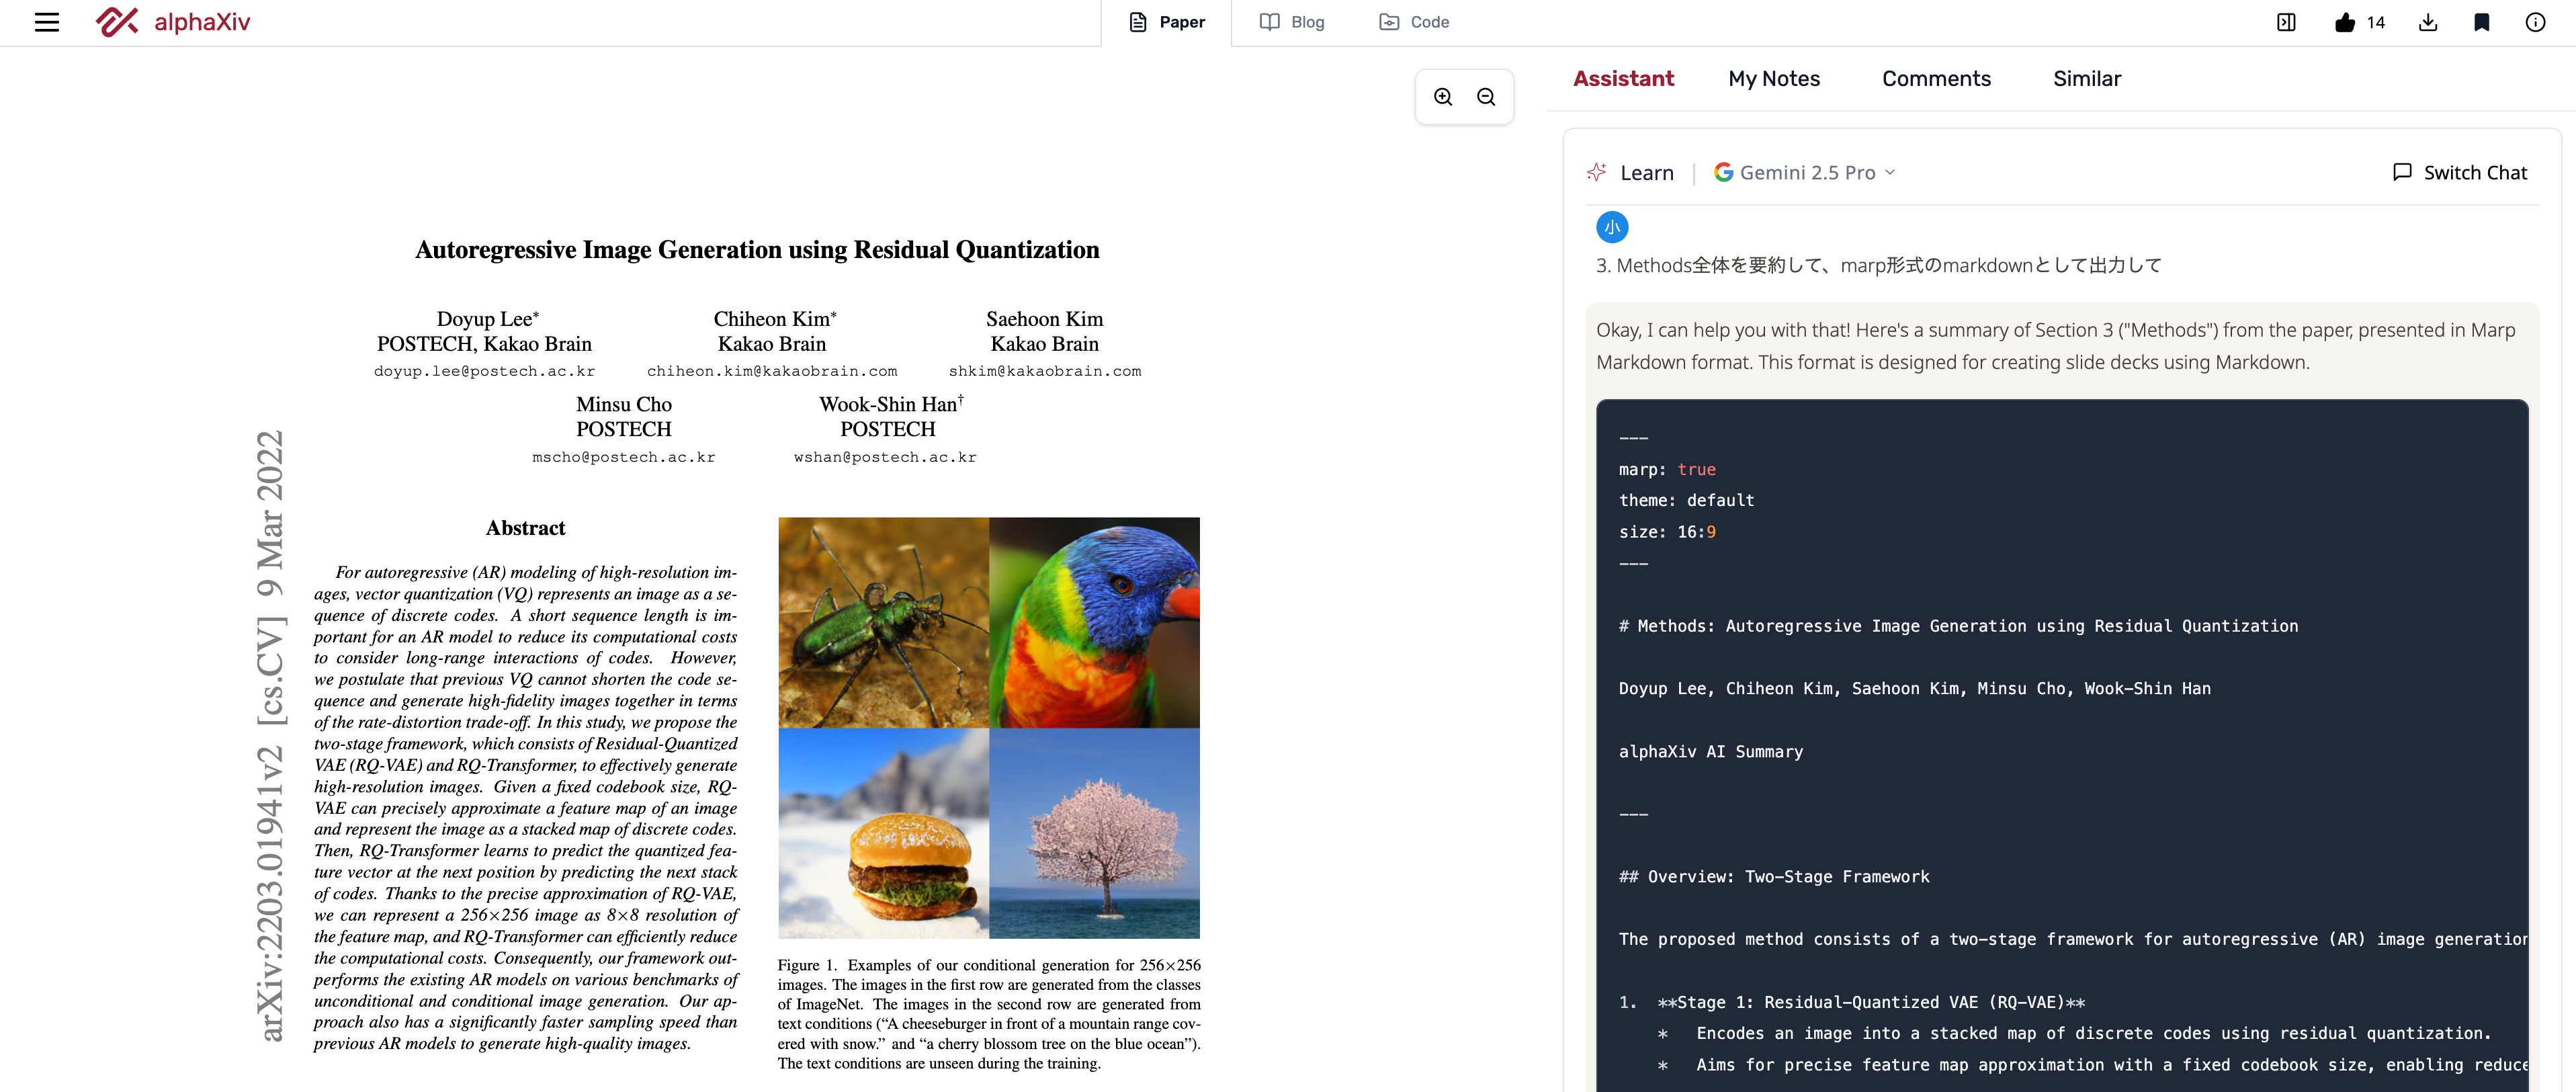 alphaXiv
Paper
Blog
Code
14
Autoregressive Image Generation using Residual Quantization
Doyup Lee*
POSTECH, Kakao Brain
doyup.lee@postech.ac.kr
Chiheon Kim*
Kakao Brain
chiheon.kim@kakaobrain.com
Saehoon Kim
Kakao Brain
shkim@kakaobrain.com
Minsu Cho
POSTECH
mscho@postech.ac.kr
Wook-Shin Han†
POSTECH
wshan@postech.ac.kr
arXiv:2203.01941v2 [cs.CV] 9 Mar 2022
Abstract
For autoregressive (AR) modeling of high-resolution im-
ages, vector quantization (VQ) represents an image as a se-
quence of discrete codes. A short sequence length is im-
portant for an AR model to reduce its computational costs
to consider long-range interactions of codes. However,
we postulate that previous VQ cannot shorten the code se-
quence and generate high-fidelity images together in terms
of the rate-distortion trade-off. In this study, we propose the
two-stage framework, which consists of Residual-Quantized
VAE (RQ-VAE) and RQ-Transformer, to effectively generate
high-resolution images. Given a fixed codebook size, RQ-
VAE can precisely approximate a feature map of an image
and represent the image as a stacked map of discrete codes.
Then, RQ-Transformer learns to predict the quantized fea-
ture vector at the next position by predicting the next stack
of codes. Thanks to the precise approximation of RQ-VAE,
we can represent a 256×256 image as 8×8 resolution of
the feature map, and RQ-Transformer can efficiently reduce
the computational costs. Consequently, our framework out-
performs the existing AR models on various benchmarks of
unconditional and conditional image generation. Our ap-
proach also has a significantly faster sampling speed than
previous AR models to generate high-quality images.
Figure 1. Examples of our conditional generation for 256×256
images. The images in the first row are generated from the classes
of ImageNet. The images in the second row are generated from
text conditions (“A cheeseburger in front of a mountain range cov-
ered with snow.” and “a cherry blossom tree on the blue ocean”).
The text conditions are unseen during the training.
Assistant
My Notes
Comments
Similar
Learn
Gemini 2.5 Pro
Switch Chat
小
3. Methods全体を要約して、marp形式のmarkdownとして出力して
Okay, I can help you with that! Here's a summary of Section 3 ("Methods") from the paper, presented in Marp
Markdown format. This format is designed for creating slide decks using Markdown.
---
marp: true
theme: default
size: 16:9
---
# Methods: Autoregressive Image Generation using Residual Quantization
Doyup Lee, Chiheon Kim, Saehoon Kim, Minsu Cho, Wook-Shin Han
alphaXiv AI Summary
---
## Overview: Two-Stage Framework
The proposed method consists of a two-stage framework for autoregressive (AR) image generation
1. **Stage 1: Residual-Quantized VAE (RQ-VAE)**
* Encodes an image into a stacked map of discrete codes using residual quantization.
* Aims for precise feature map approximation with a fixed codebook size, enabling reduce